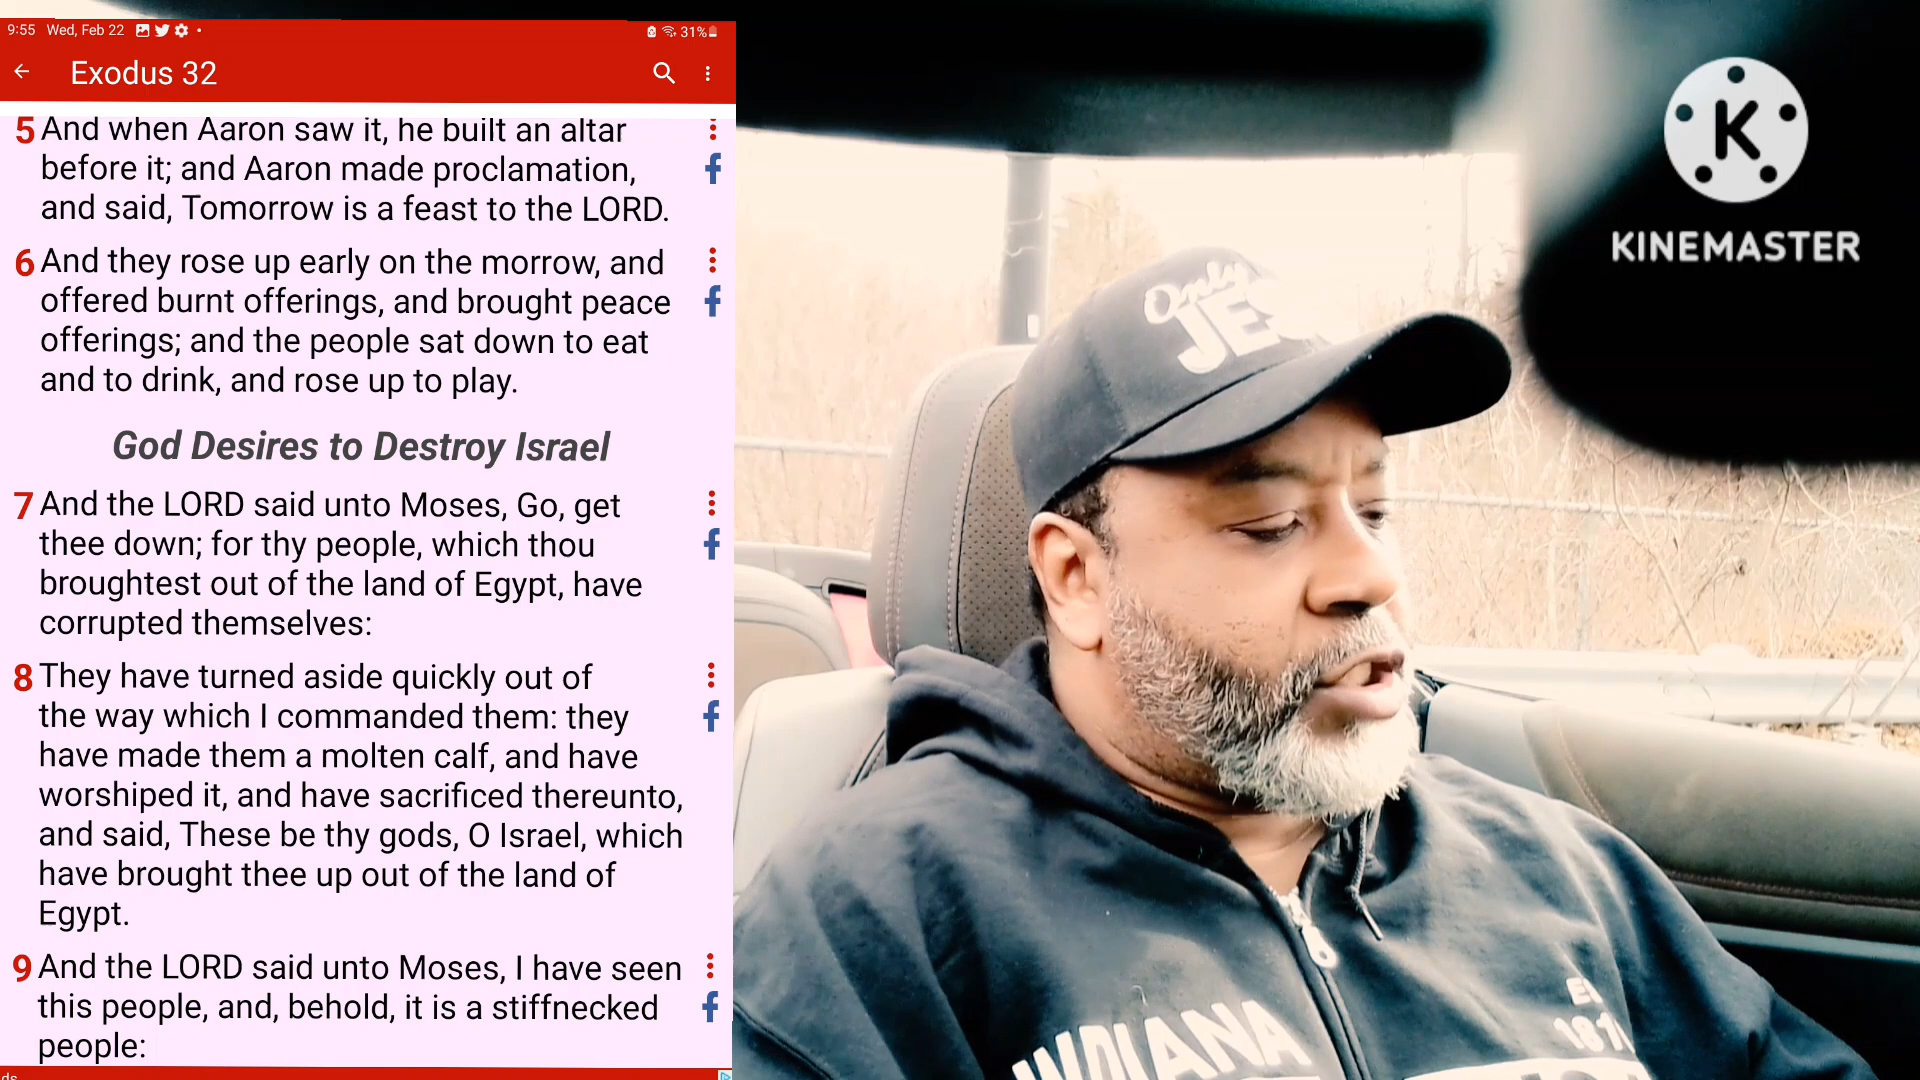 9:55 Wed, Feb 22
31%
Exodus 32
5 And when Aaron saw it, he built an altar
before it; and Aaron made proclamation,
and said, Tomorrow is a feast to the LORD.
6 And they rose up early on the morrow, and
offered burnt offerings, and brought peace
offerings; and the people sat down to eat
and to drink, and rose up to play.
God Desires to Destroy Israel
7 And the LORD said unto Moses, Go, get
thee down; for thy people, which thou
broughtest out of the land of Egypt, have
corrupted themselves:
8 They have turned aside quickly out of
the way which I commanded them: they
have made them a molten calf, and have
worshiped it, and have sacrificed thereunto,
and said, These be thy gods, O Israel, which
have brought thee up out of the land of
Egypt.
9 And the LORD said unto Moses, I have seen
this people, and, behold, it is a stiffnecked
people:
K
KINEMASTER
Only
INDIANA